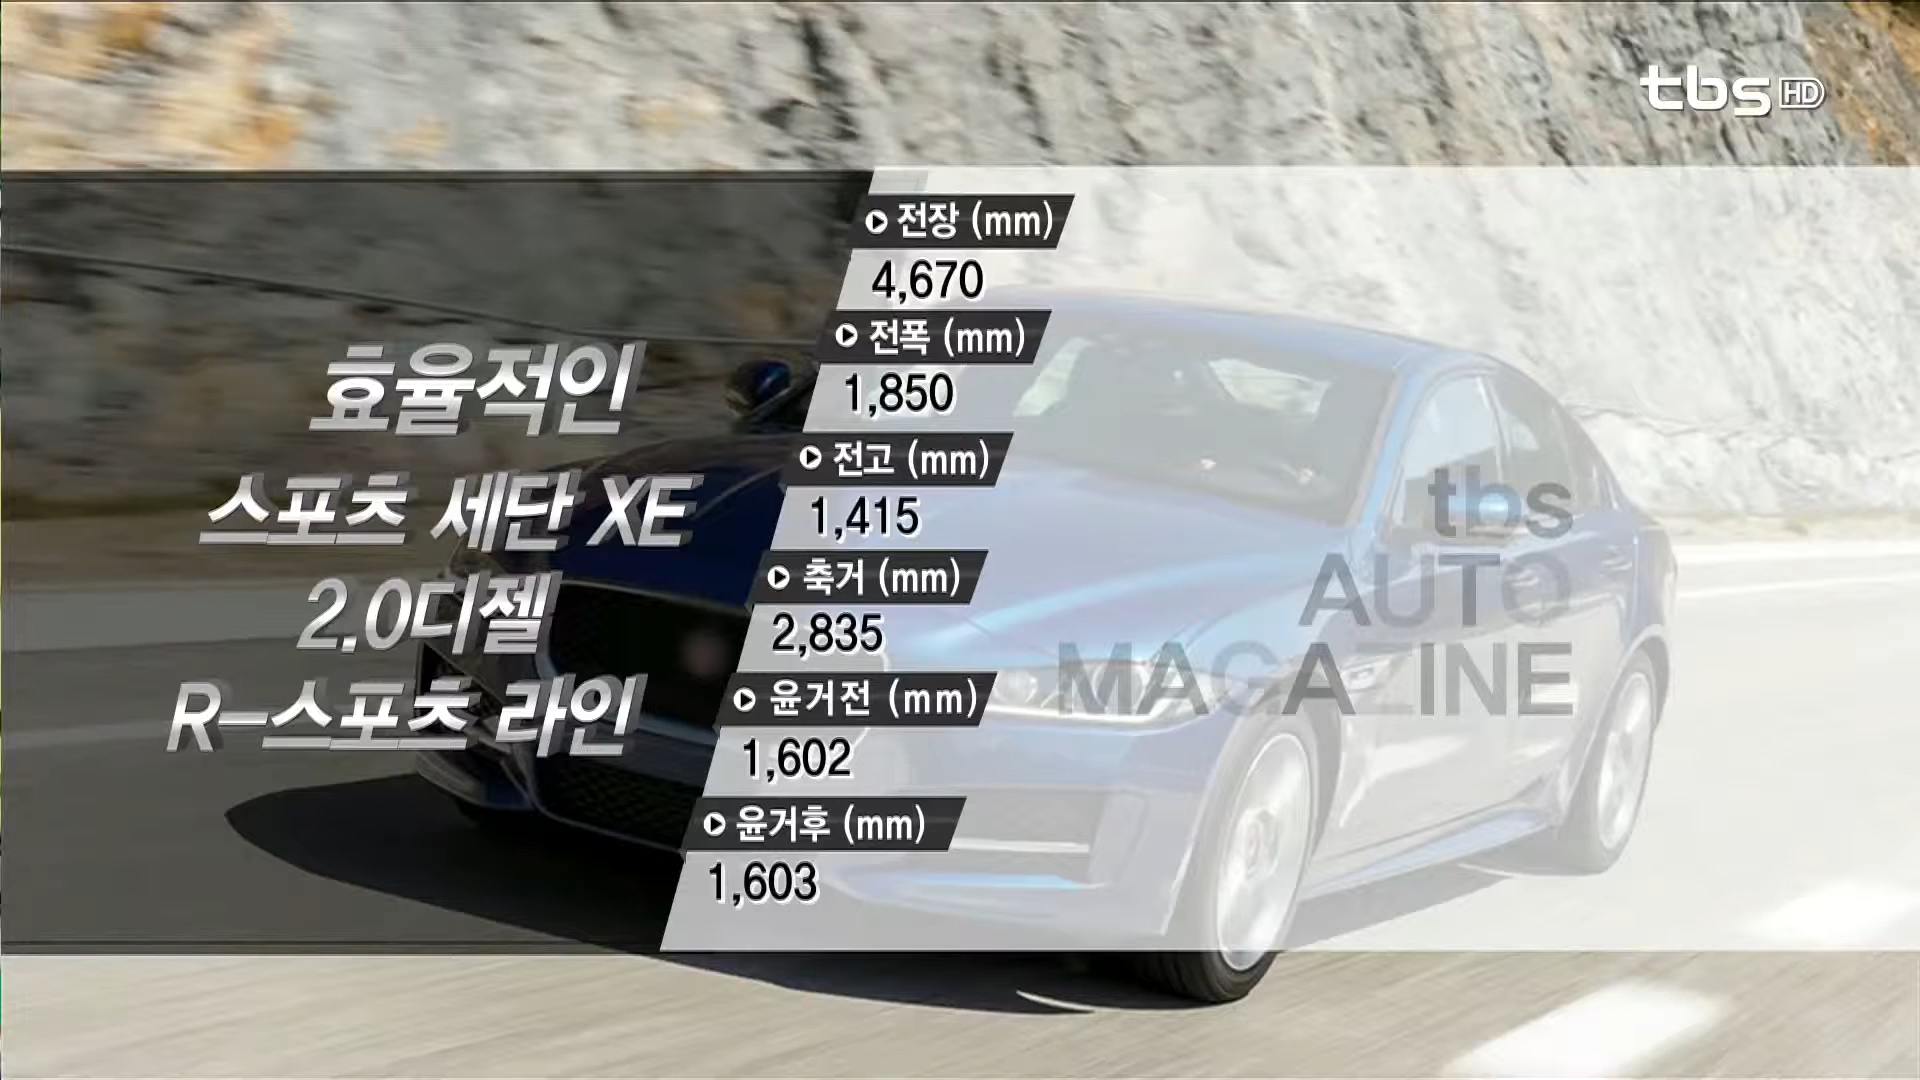 tbs HD
효율적인
스포츠 세단 XE
2.0디젤
R-스포츠 라인
전장 (mm)
4,670
전폭 (mm)
1,850
전고 (mm)
1,415
축거 (mm)
2,835
윤거전 (mm)
1,602
윤거후 (mm)
1,603
tbs
AUTO
MAGAZINE